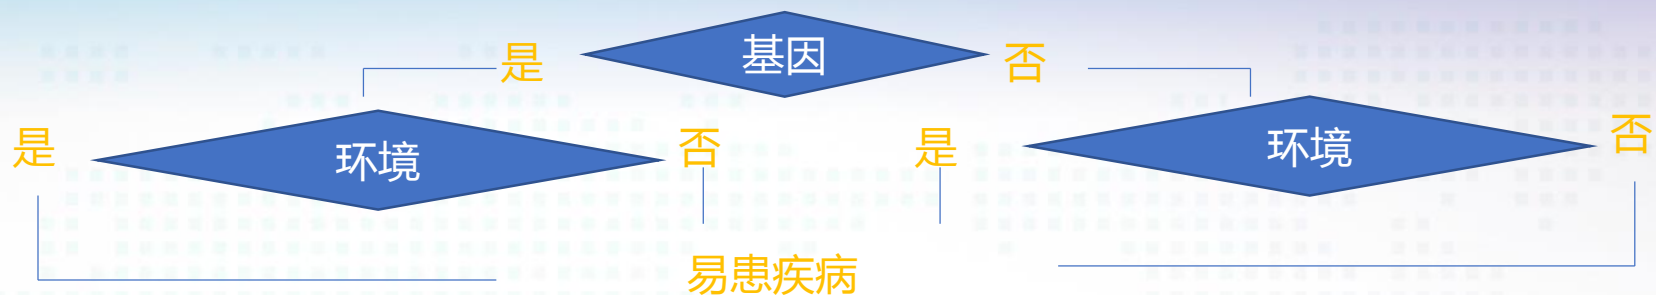 是 基因 否
是 环境 否 是 环境 否
易患疾病